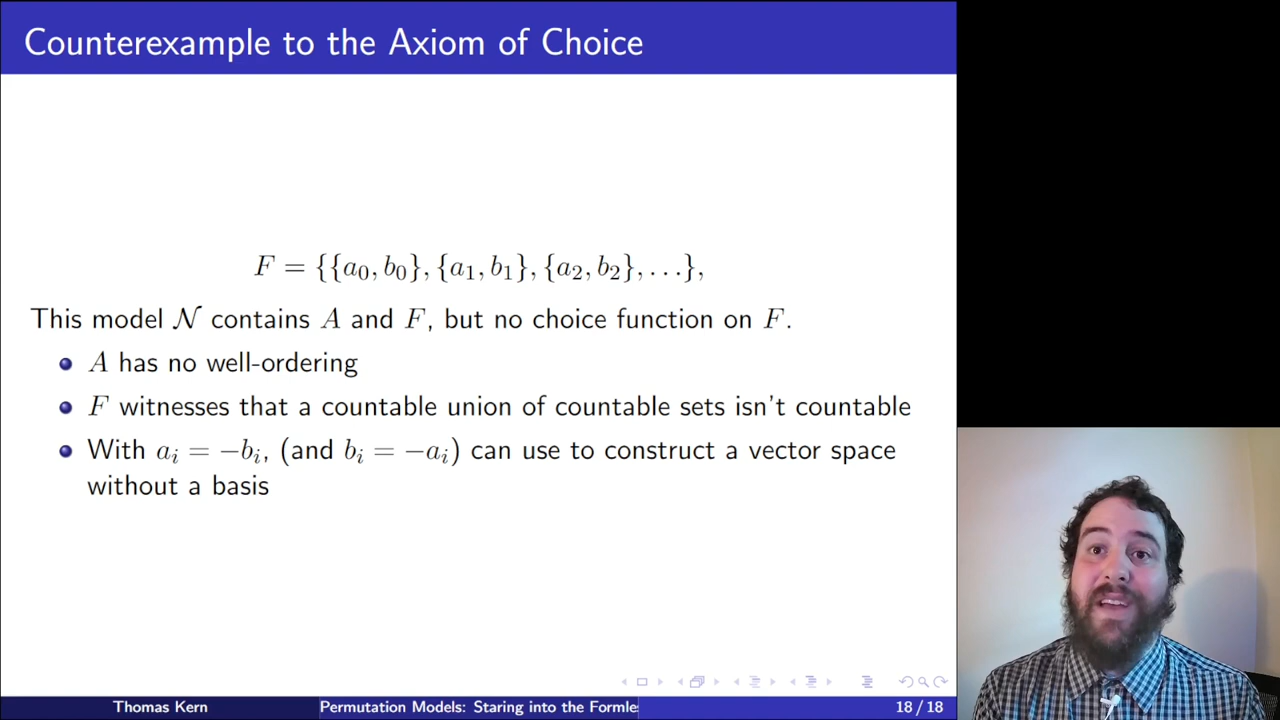 Counterexample to the Axiom of Choice
F = {{a₀, b₀}, {a₁, b₁}, {a₂, b₂}, . . .},
This model 𝒩 contains A and F, but no choice function on F.
A has no well-ordering
F witnesses that a countable union of countable sets isn't countable
With aᵢ = −bᵢ, (and bᵢ = −aᵢ) can use to construct a vector space
without a basis
Thomas Kern
Permutation Models: Staring into the Formle
18 / 18